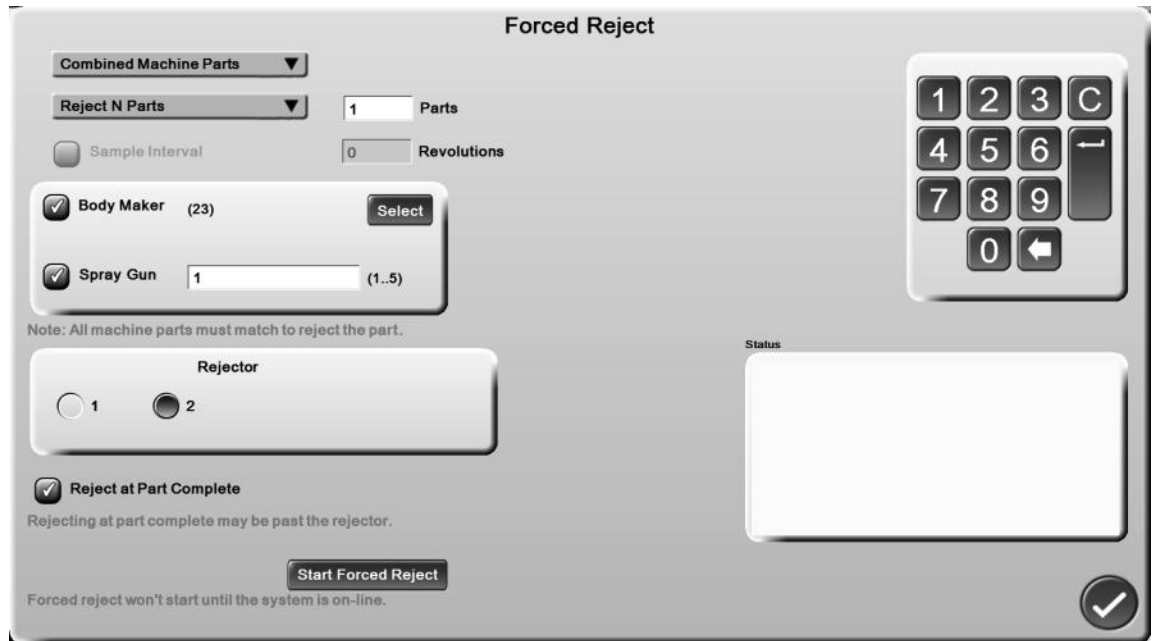 Forced Reject
Combined Machine Parts
Reject N Parts 1 Parts
Sample Interval 0 Revolutions
Body Maker (23) Select
Spray Gun 1 (1..5)
Note: All machine parts must match to reject the part.
Rejector
1 2
Reject at Part Complete
Rejecting at part complete may be past the rejector.
Start Forced Reject
Forced reject won't start until the system is on-line.
1 2 3 C
4 5 6
7 8 9
0
Status